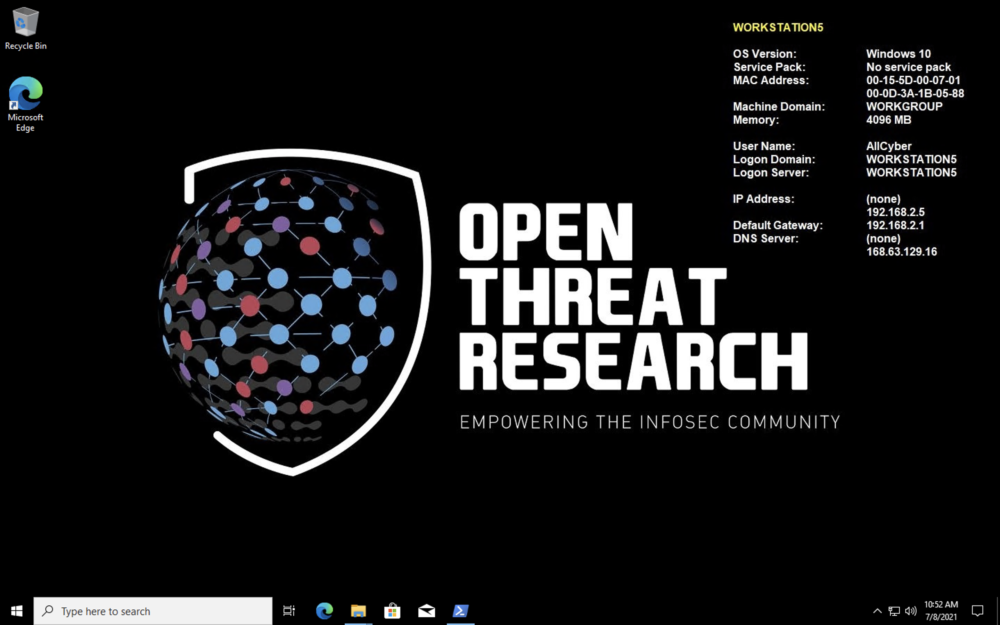 Recycle Bin
Microsoft
Edge
WORKSTATION5
OS Version: Windows 10
Service Pack: No service pack
MAC Address: 00-15-5D-00-07-01
00-0D-3A-1B-05-88
Machine Domain: WORKGROUP
Memory: 4096 MB
User Name: AllCyber
Logon Domain: WORKSTATION5
Logon Server: WORKSTATION5
IP Address: (none)
192.168.2.5
Default Gateway: 192.168.2.1
DNS Server: (none)
168.63.129.16
OPEN
THREAT
RESEARCH
EMPOWERING THE INFOSEC COMMUNITY
Type here to search
10:52 AM
7/8/2021